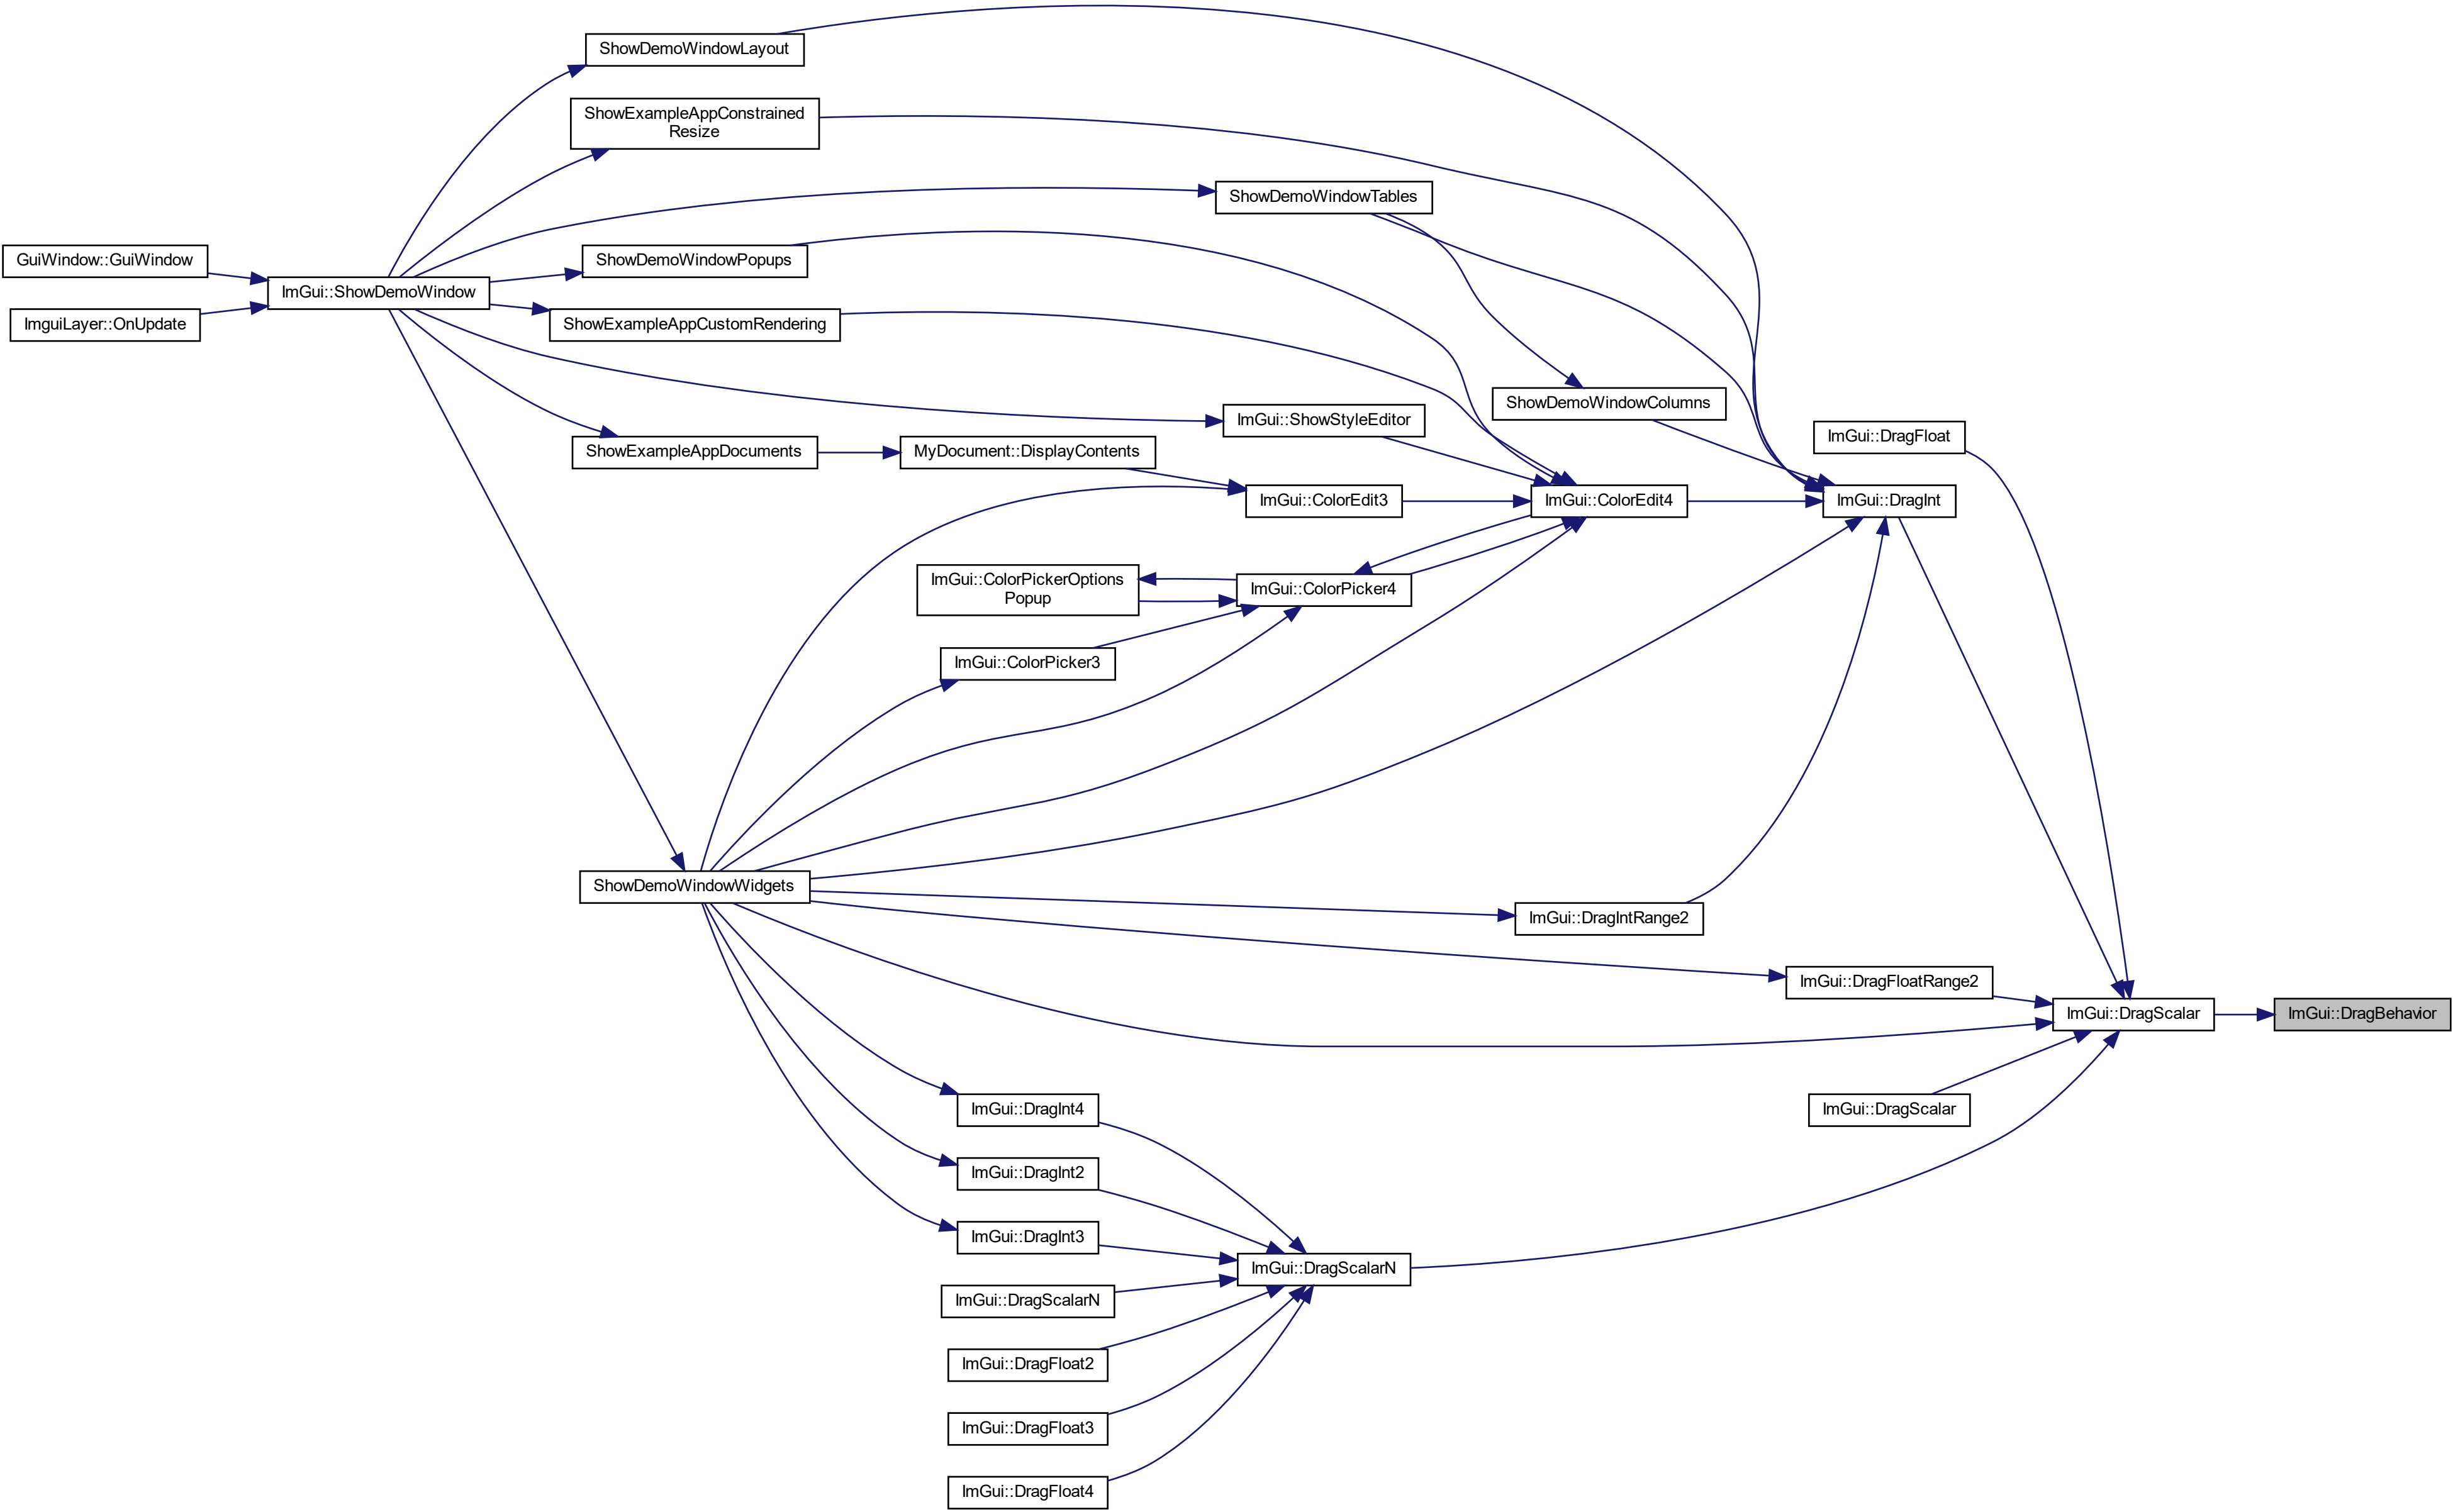 ShowDemoWindowLayout
ShowExampleAppConstrained
Resize
ShowDemoWindowTables
GuiWindow::GuiWindow
ShowDemoWindowPopups
ImGui::ShowDemoWindow
ImguiLayer::OnUpdate
ShowExampleAppCustomRendering
ShowDemoWindowColumns
ImGui::ShowStyleEditor
ImGui::DragFloat
ShowExampleAppDocuments
MyDocument::DisplayContents
ImGui::ColorEdit3
ImGui::ColorEdit4
ImGui::DragInt
ImGui::ColorPickerOptions
Popup
ImGui::ColorPicker4
ImGui::ColorPicker3
ShowDemoWindowWidgets
ImGui::DragIntRange2
ImGui::DragFloatRange2
ImGui::DragScalar
ImGui::DragBehavior
ImGui::DragInt4
ImGui::DragScalar
ImGui::DragInt2
ImGui::DragInt3
ImGui::DragScalarN
ImGui::DragScalarN
ImGui::DragFloat2
ImGui::DragFloat3
ImGui::DragFloat4